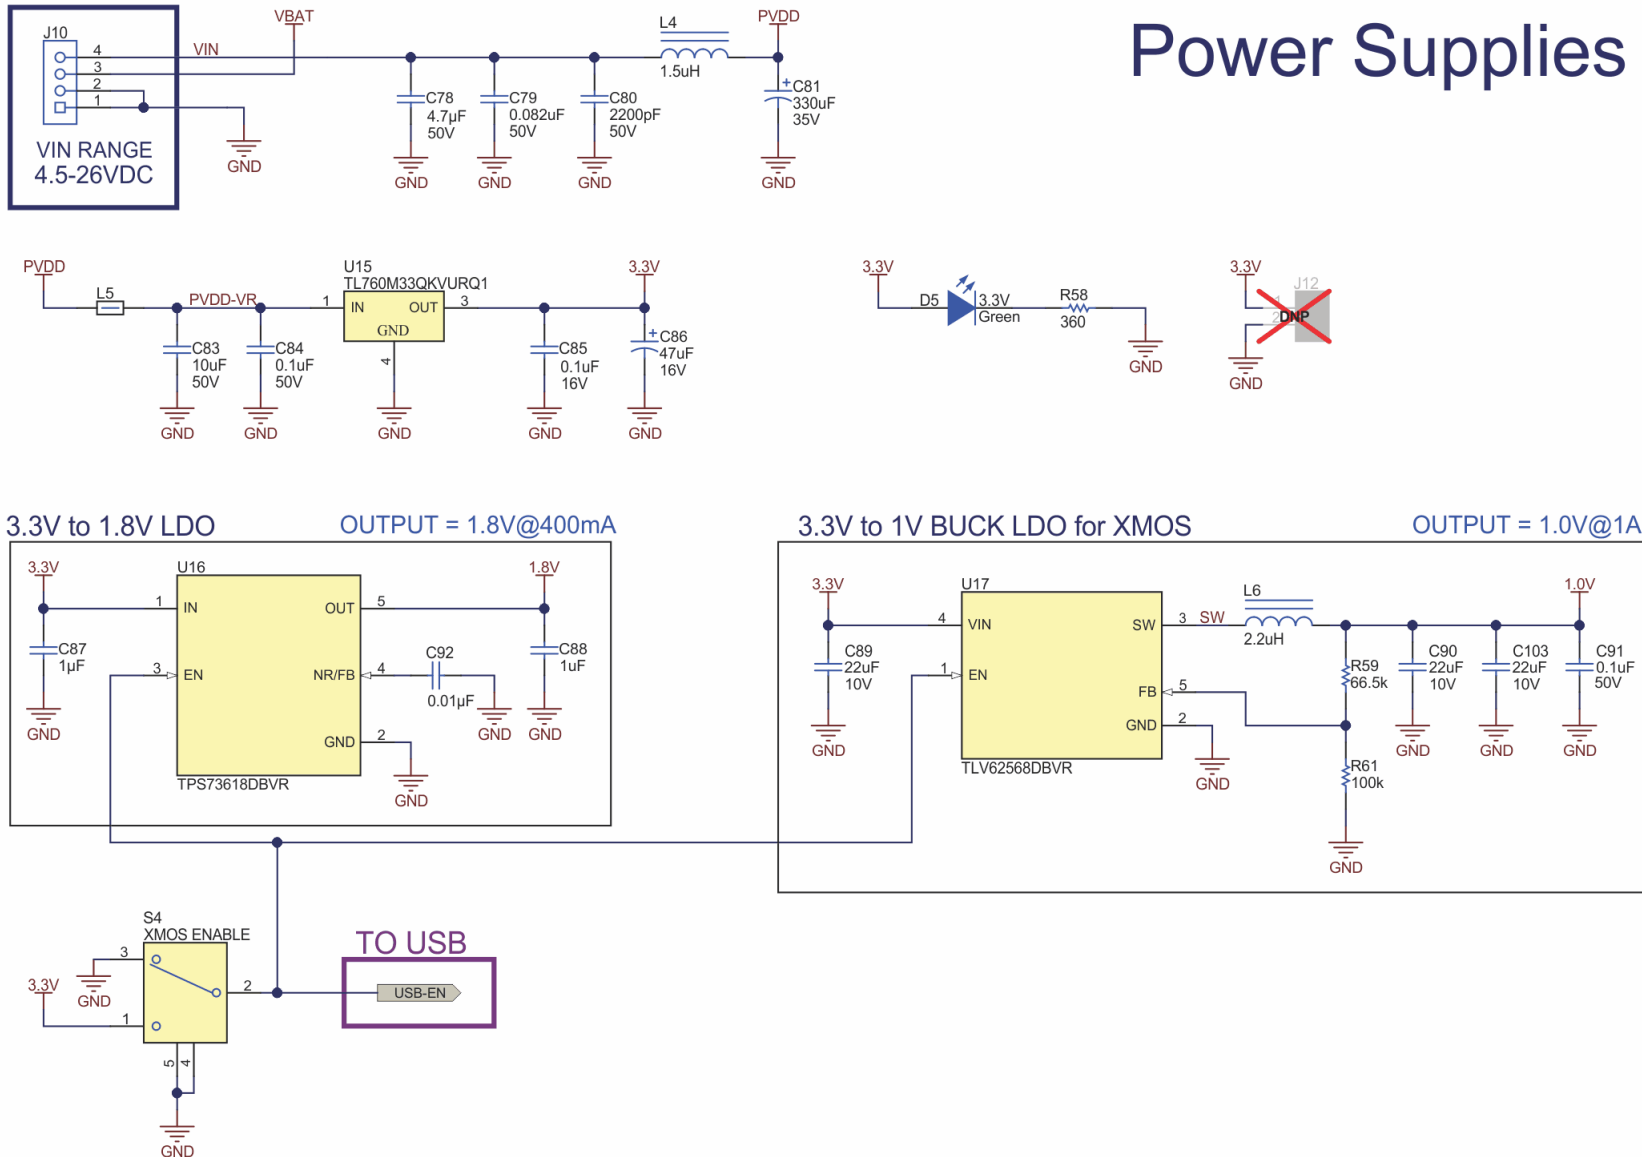 Power Supplies
J10
4
3
2
1
VIN
VBAT
GND
VIN RANGE
4.5-26VDC
C78
4.7µF
50V
GND
C79
0.082uF
50V
GND
C80
2200pF
50V
GND
L4
1.5uH
PVDD
C81
330uF
35V
GND
PVDD
L5
PVDD-VR
C83
10uF
50V
GND
C84
0.1uF
50V
GND
U15
TL760M33QKVURQ1
1
IN
OUT
3
GND
4
GND
C85
0.1uF
16V
GND
3.3V
C86
47uF
16V
GND
3.3V
D5
3.3V
Green
R58
360
GND
3.3V
J12
1
2
DNP
GND
3.3V to 1.8V LDO
OUTPUT = 1.8V@400mA
3.3V
C87
1µF
GND
U16
1
IN
OUT
5
3
EN
NR/FB
4
GND
2
TPS73618DBVR
GND
C92
0.01µF
GND
1.8V
C88
1uF
GND
3.3V to 1V BUCK LDO for XMOS
OUTPUT = 1.0V@1A
3.3V
C89
22uF
10V
GND
U17
4
VIN
SW
3
SW
1
EN
FB
5
GND
2
TLV62568DBVR
GND
L6
2.2uH
R59
66.5k
R61
100k
GND
C90
22uF
10V
GND
C103
22uF
10V
GND
1.0V
C91
0.1uF
50V
GND
S4
XMOS ENABLE
3
GND
3.3V
1
2
5
4
GND
TO USB
USB-EN